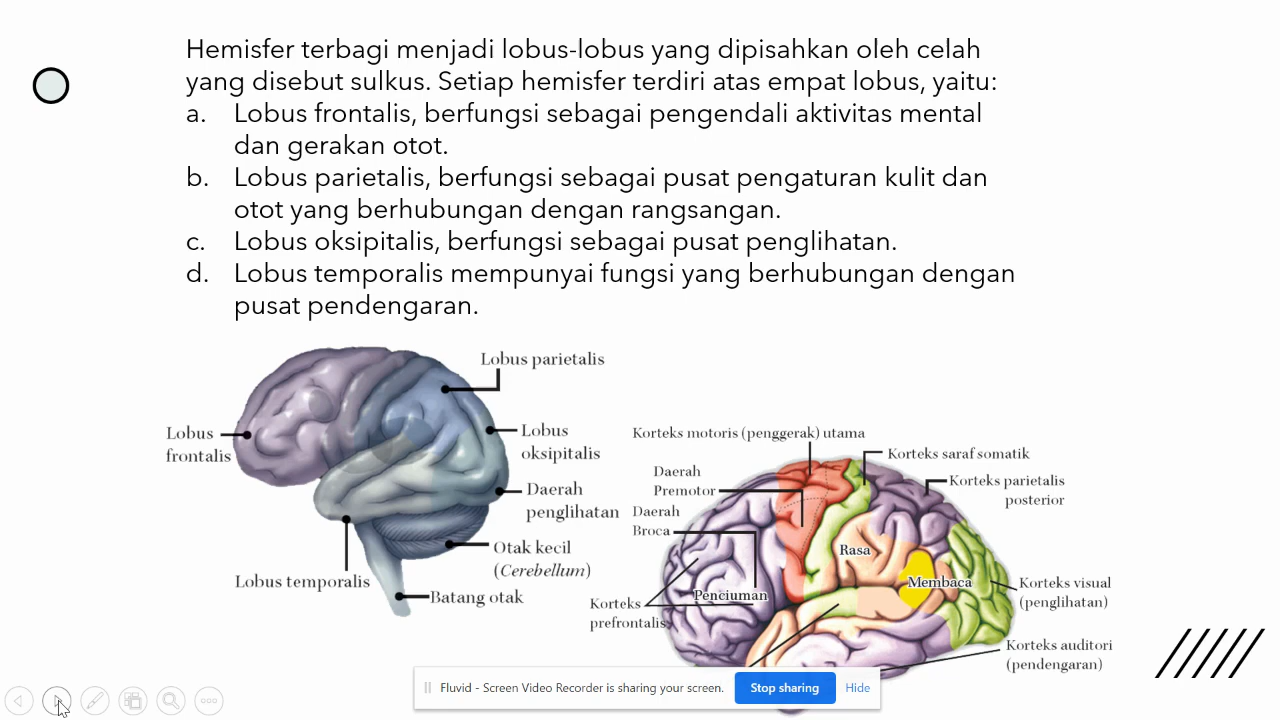 Hemisfer terbagi menjadi lobus-lobus yang dipisahkan oleh celah
yang disebut sulkus. Setiap hemisfer terdiri atas empat lobus, yaitu:
a. Lobus frontalis, berfungsi sebagai pengendali aktivitas mental
dan gerakan otot.
b. Lobus parietalis, berfungsi sebagai pusat pengaturan kulit dan
otot yang berhubungan dengan rangsangan.
c. Lobus oksipitalis, berfungsi sebagai pusat penglihatan.
d. Lobus temporalis mempunyai fungsi yang berhubungan dengan
pusat pendengaran.
Lobus parietalis
Lobus
frontalis
Lobus
oksipitalis
Daerah
penglihatan
Otak kecil
(Cerebellum)
Lobus temporalis
Batang otak
Korteks motoris (penggerak) utama
Korteks saraf somatik
Daerah
Premotor
Korteks parietalis
posterior
Daerah
Broca
Rasa
Membaca
Penciuman
Korteks visual
(penglihatan)
Korteks
prefrontalis
Korteks auditori
(pendengaran)
Fluvid - Screen Video Recorder is sharing your screen.
Stop sharing
Hide